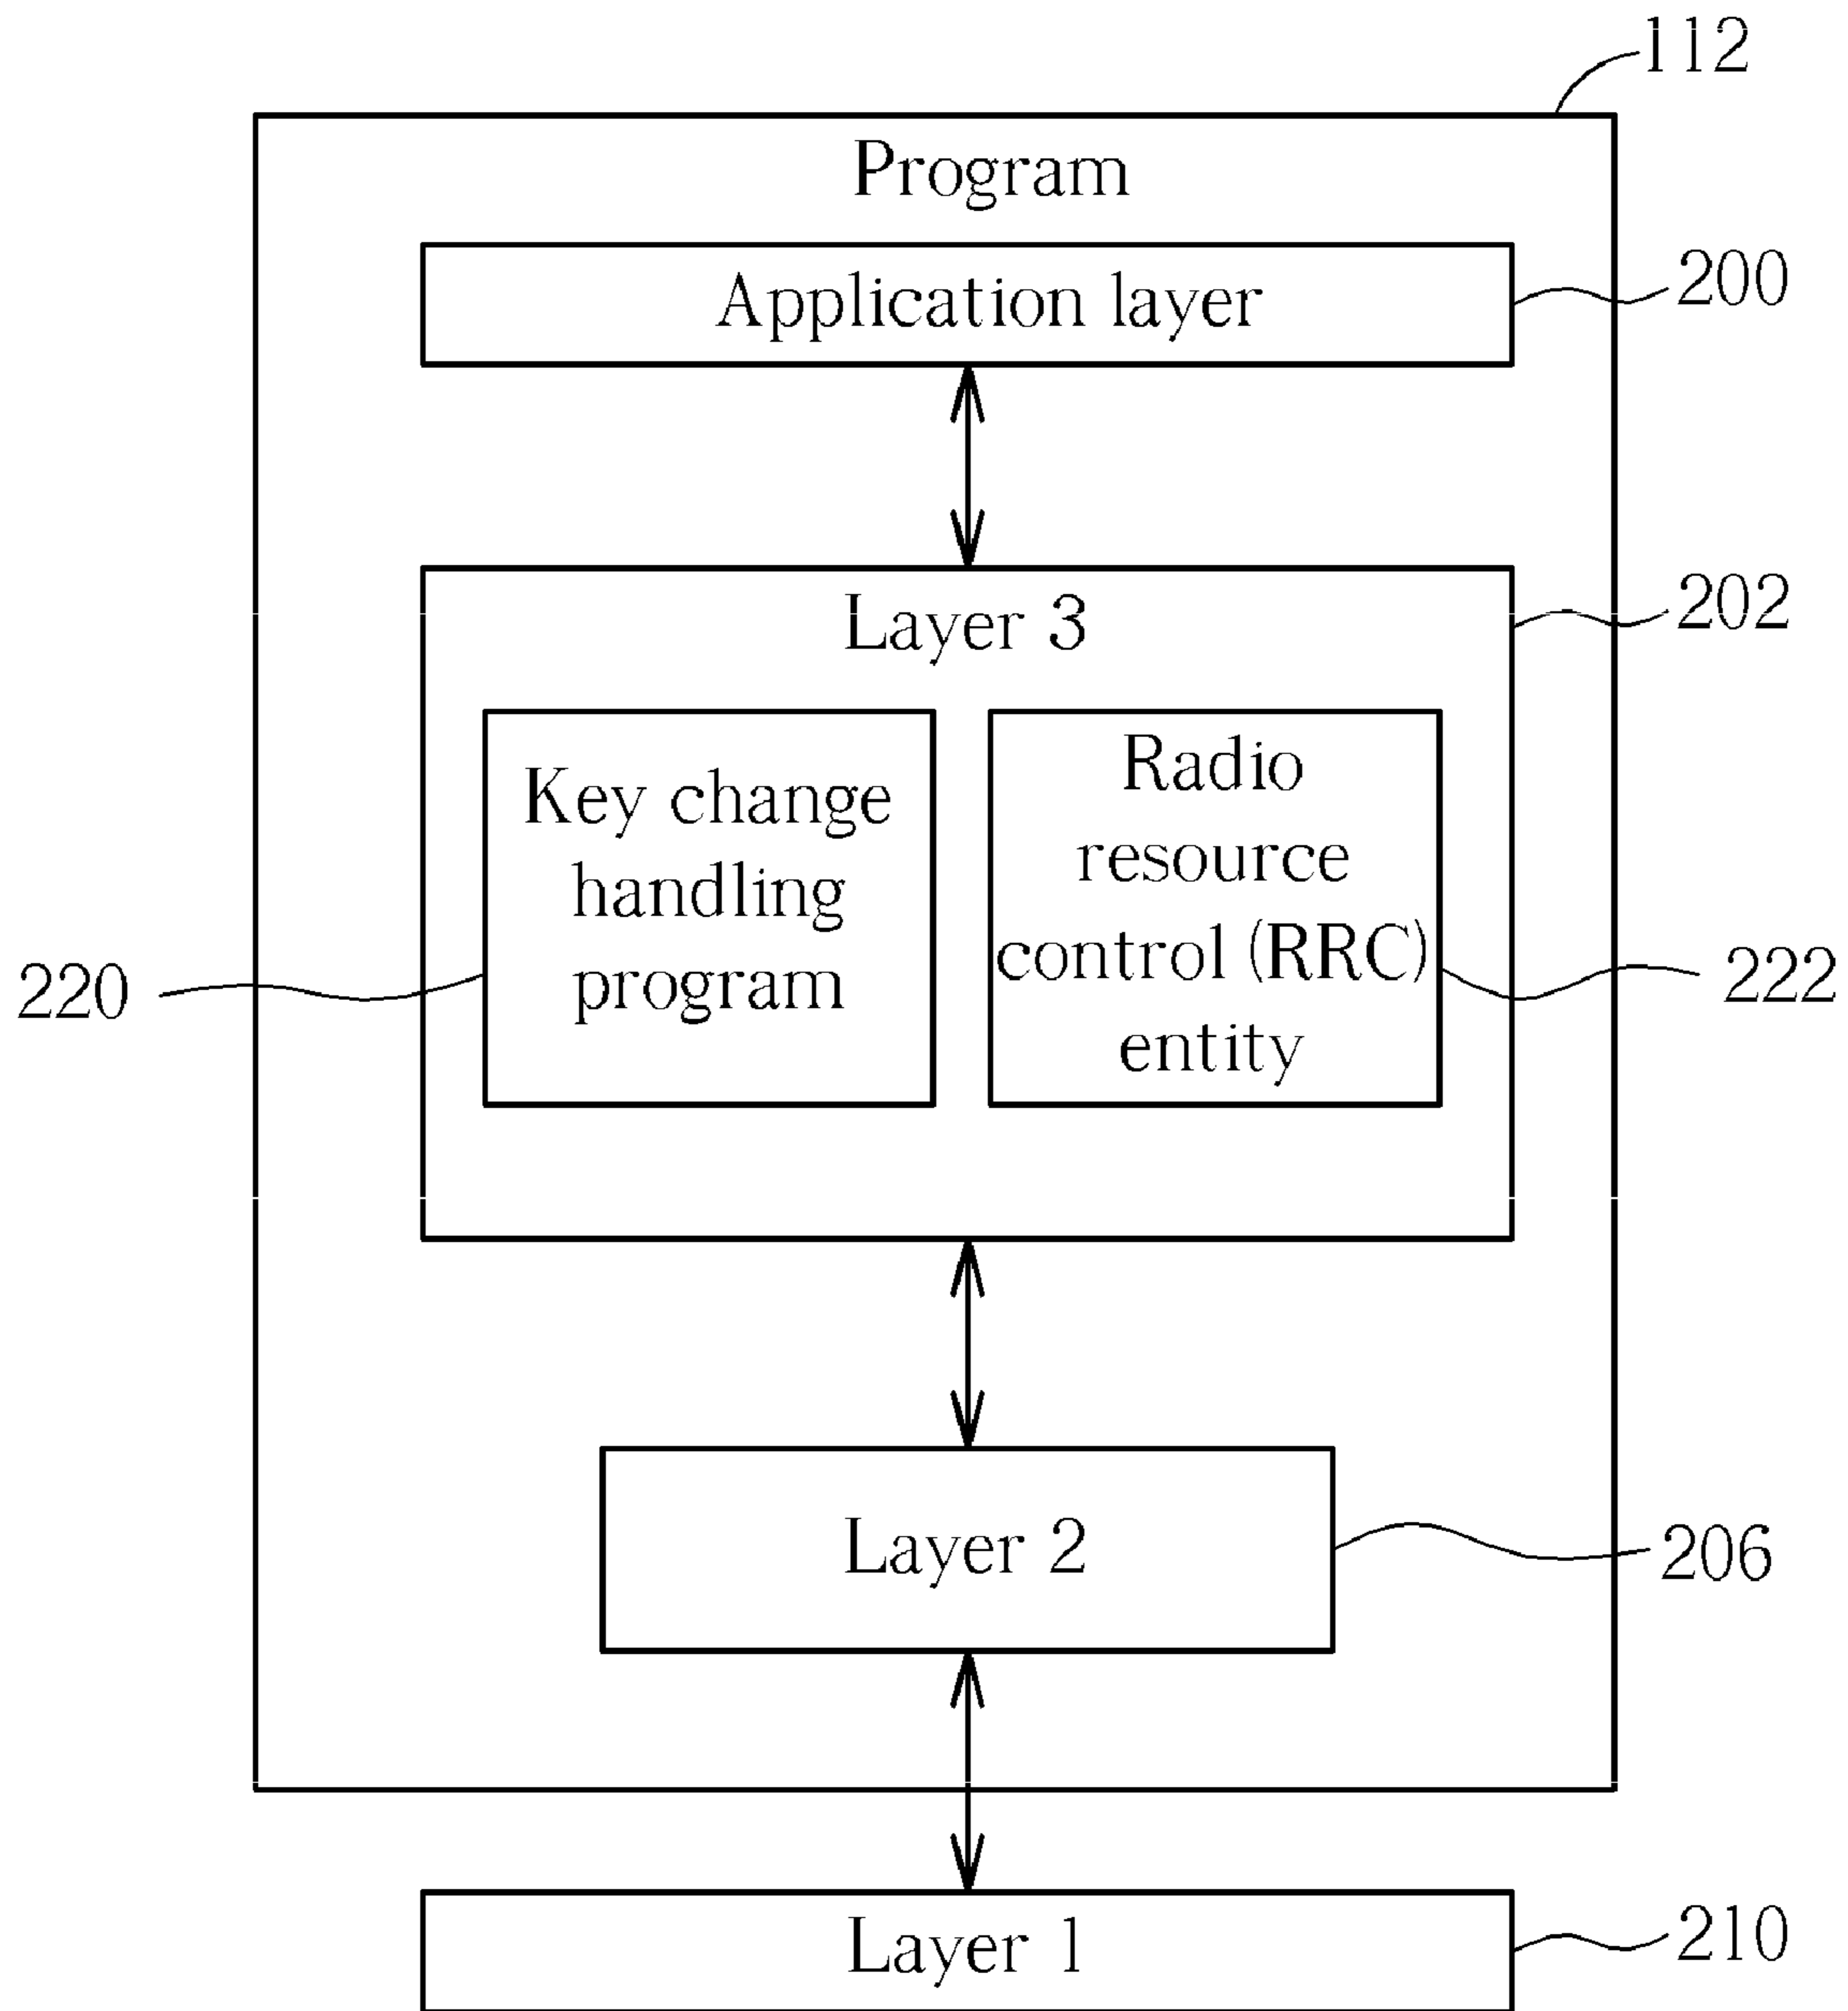 112
Program
Application layer
200
Layer 3
202
Key change
handling
program
220
Radio
resource
control (RRC)
entity
222
Layer 2
206
Layer 1
210